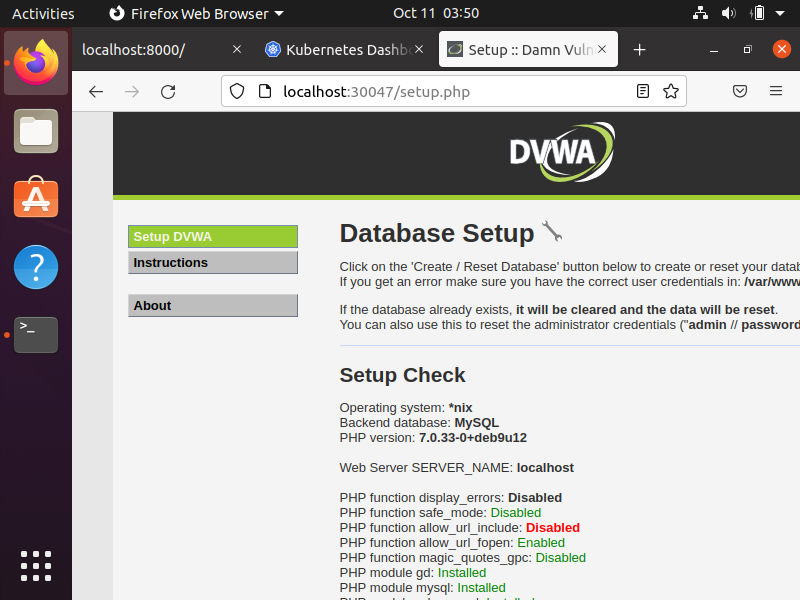 Activities
Firefox Web Browser
Oct 11 03:50
localhost:8000/
Kubernetes Dashbo
Setup :: Damn Vuln
localhost:30047/setup.php
DVWA
Setup DVWA
Instructions
About
Database Setup
Click on the 'Create / Reset Database' button below to create or reset your datab
If you get an error make sure you have the correct user credentials in: /var/www
If the database already exists, it will be cleared and the data will be reset.
You can also use this to reset the administrator credentials ("admin // password
Setup Check
Operating system: *nix
Backend database: MySQL
PHP version: 7.0.33-0+deb9u12
Web Server SERVER_NAME: localhost
PHP function display_errors: Disabled
PHP function safe_mode: Disabled
PHP function allow_url_include: Disabled
PHP function allow_url_fopen: Enabled
PHP function magic_quotes_gpc: Disabled
PHP module gd: Installed
PHP module mysql: Installed